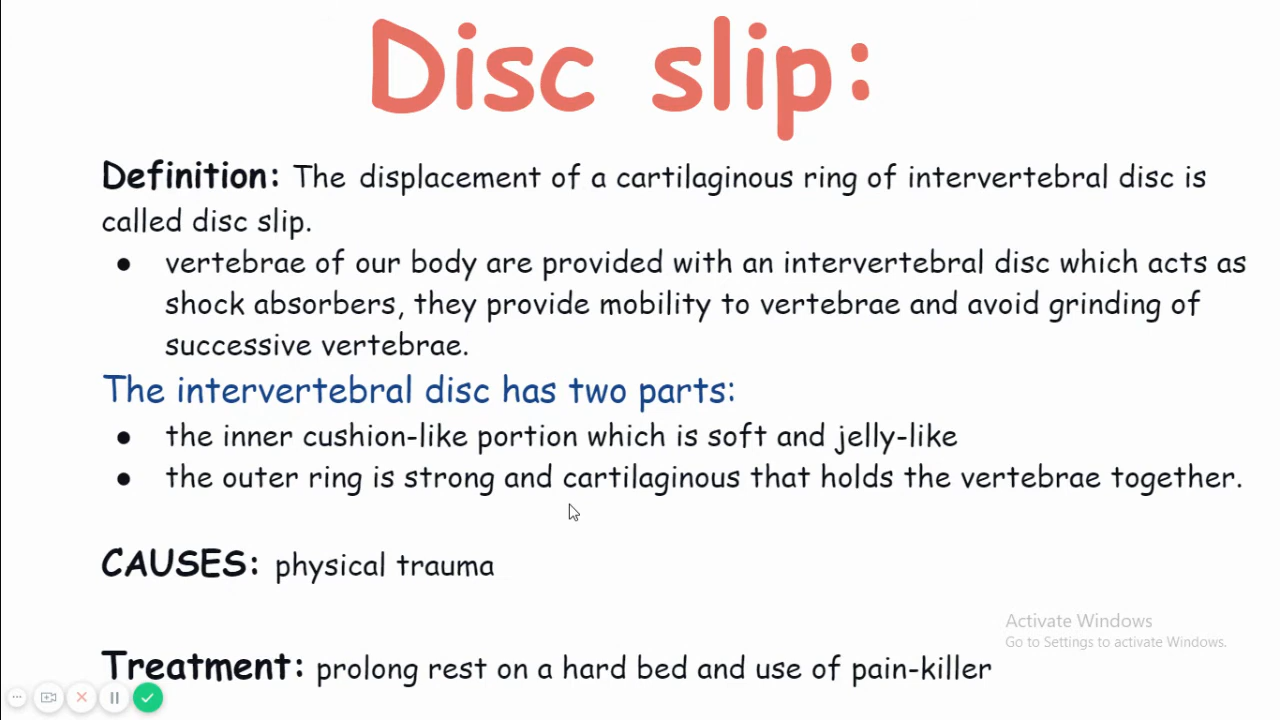 Disc slip:
Definition: The displacement of a cartilaginous ring of intervertebral disc is
called disc slip.
● vertebrae of our body are provided with an intervertebral disc which acts as
shock absorbers, they provide mobility to vertebrae and avoid grinding of
successive vertebrae.
The intervertebral disc has two parts:
● the inner cushion-like portion which is soft and jelly-like
● the outer ring is strong and cartilaginous that holds the vertebrae together.
CAUSES: physical trauma
Activate Windows
Go to Settings to activate Windows.
Treatment: prolong rest on a hard bed and use of pain-killer